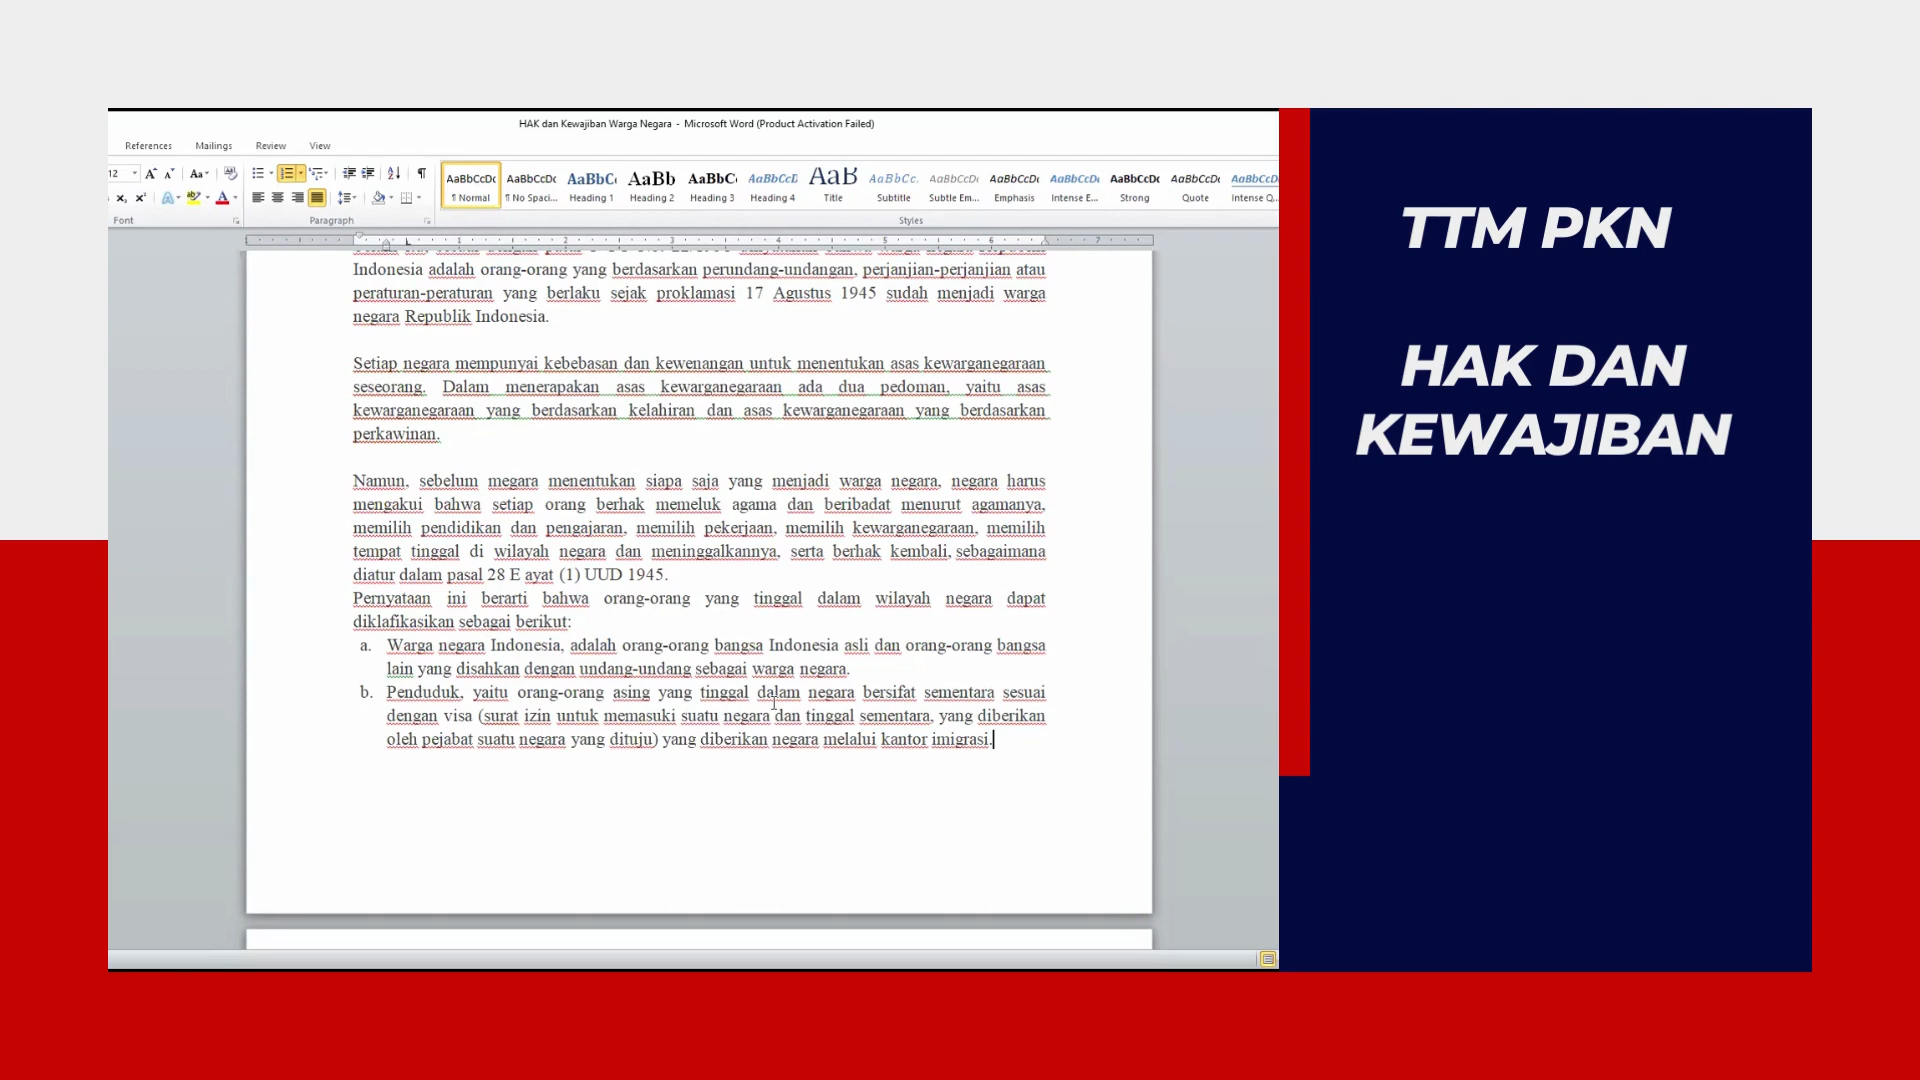 HAK dan Kewajiban Warga Negara - Microsoft Word (Product Activation Failed)
References Mailings Review View
12 Aa
AaBbCcDc AaBbCcDc AaBbC AaBb AaBbC AaBbCcD AaB AaBbCc. AaBbCcDc AaBbCcDc AaBbCcDc AaBbCcDc AaBbCcDc AaBbCcDc
¶ Normal ¶ No Spaci... Heading 1 Heading 2 Heading 3 Heading 4 Title Subtitle Subtle Em... Emphasis Intense E... Strong Quote Intense Q...
Font Paragraph Styles
1 2 3 4 5 6 7
Indonesia adalah orang-orang yang berdasarkan perundang-undangan, perjanjian-perjanjian atau
peraturan-peraturan yang berlaku sejak proklamasi 17 Agustus 1945 sudah menjadi warga
negara Republik Indonesia.
Setiap negara mempunyai kebebasan dan kewenangan untuk menentukan asas kewarganegaraan
seseorang. Dalam menerapakan asas kewarganegaraan ada dua pedoman, yaitu asas
kewarganegaraan yang berdasarkan kelahiran dan asas kewarganegaraan yang berdasarkan
perkawinan.
Namun, sebelum megara menentukan siapa saja yang menjadi warga negara, negara harus
mengakui bahwa setiap orang berhak memeluk agama dan beribadat menurut agamanya,
memilih pendidikan dan pengajaran, memilih pekerjaan, memilih kewarganegaraan, memilih
tempat tinggal di wilayah negara dan meninggalkannya, serta berhak kembali, sebagaimana
diatur dalam pasal 28 E ayat (1) UUD 1945.
Pernyataan ini berarti bahwa orang-orang yang tinggal dalam wilayah negara dapat
diklafikasikan sebagai berikut:
a. Warga negara Indonesia, adalah orang-orang bangsa Indonesia asli dan orang-orang bangsa
lain yang disahkan dengan undang-undang sebagai warga negara.
b. Penduduk, yaitu orang-orang asing yang tinggal dalam negara bersifat sementara sesuai
dengan visa (surat izin untuk memasuki suatu negara dan tinggal sementara, yang diberikan
oleh pejabat suatu negara yang dituju) yang diberikan negara melalui kantor imigrasi.
TTM PKN
HAK DAN
KEWAJIBAN